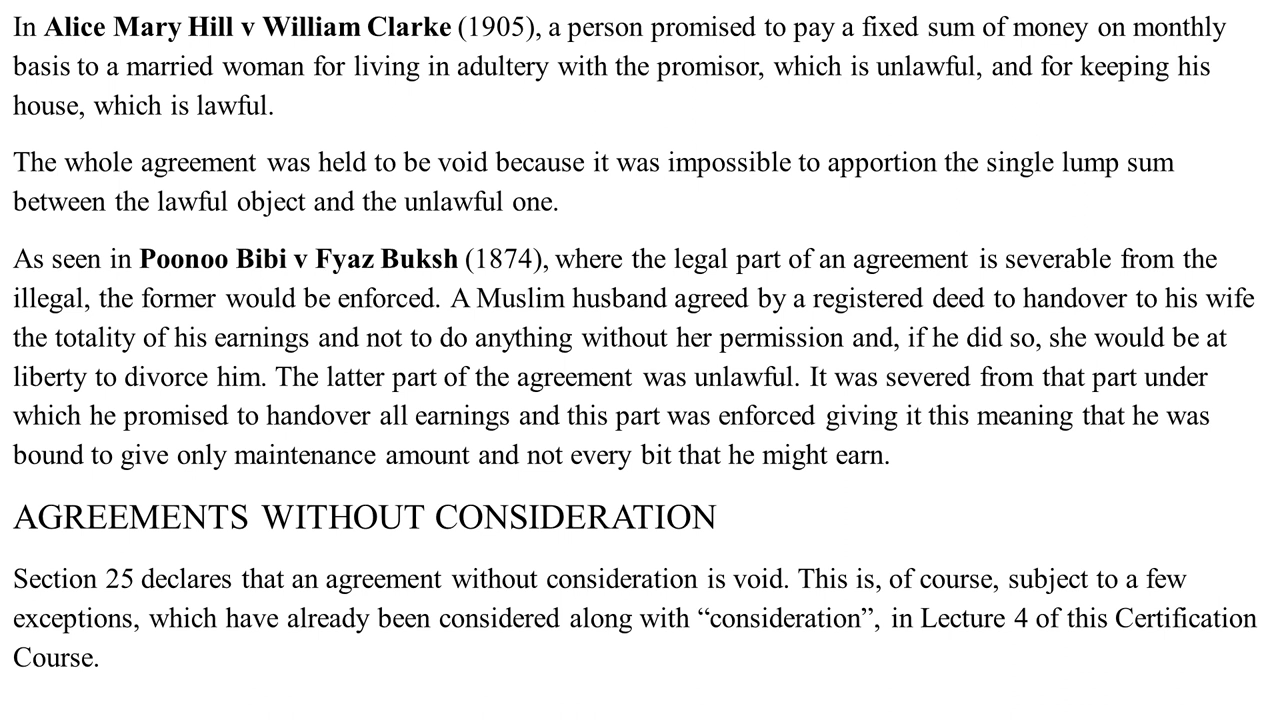 In Alice Mary Hill v William Clarke (1905), a person promised to pay a fixed sum of money on monthly
basis to a married woman for living in adultery with the promisor, which is unlawful, and for keeping his
house, which is lawful.
The whole agreement was held to be void because it was impossible to apportion the single lump sum
between the lawful object and the unlawful one.
As seen in Poonoo Bibi v Fyaz Buksh (1874), where the legal part of an agreement is severable from the
illegal, the former would be enforced. A Muslim husband agreed by a registered deed to handover to his wife
the totality of his earnings and not to do anything without her permission and, if he did so, she would be at
liberty to divorce him. The latter part of the agreement was unlawful. It was severed from that part under
which he promised to handover all earnings and this part was enforced giving it this meaning that he was
bound to give only maintenance amount and not every bit that he might earn.
AGREEMENTS WITHOUT CONSIDERATION
Section 25 declares that an agreement without consideration is void. This is, of course, subject to a few
exceptions, which have already been considered along with “consideration”, in Lecture 4 of this Certification
Course.